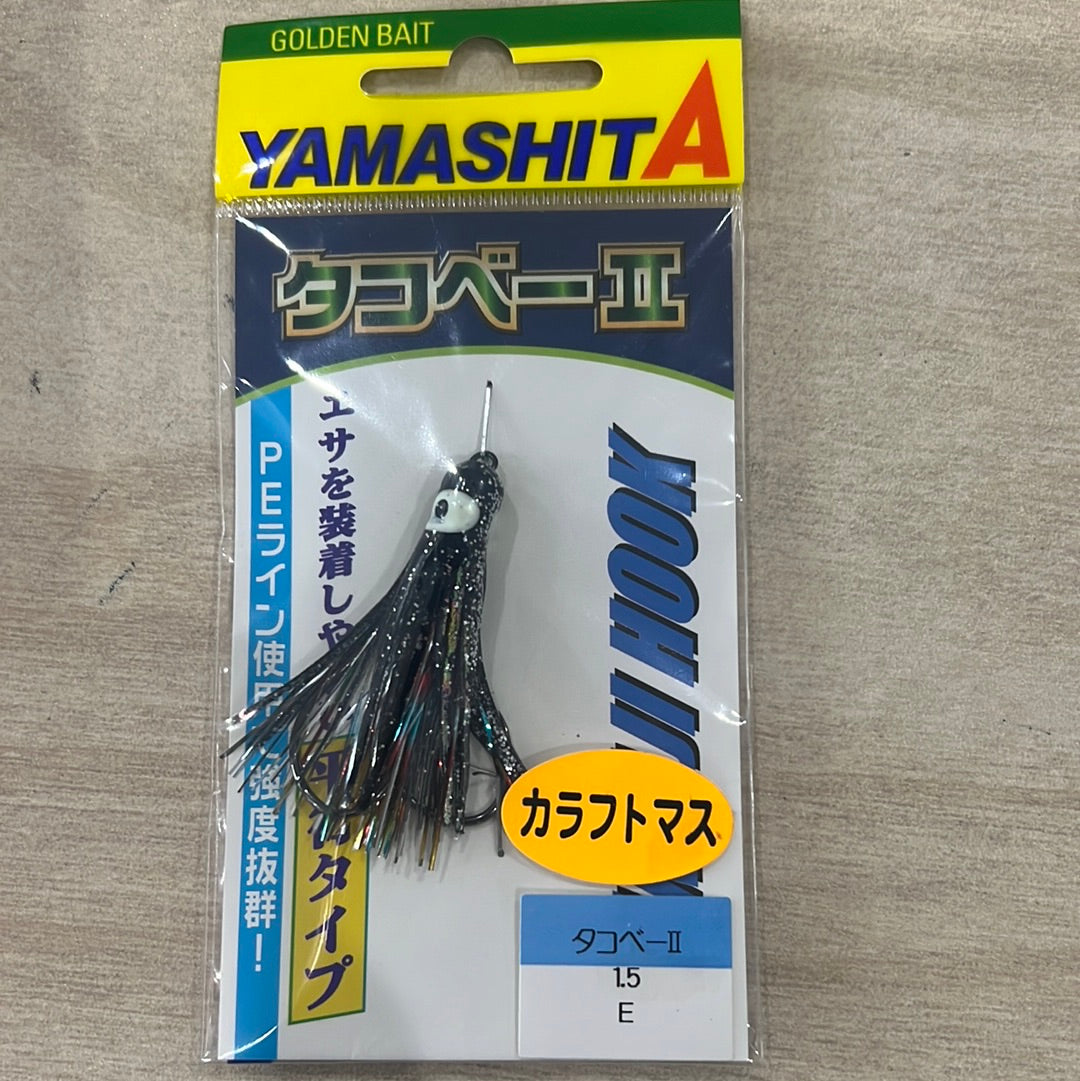 GOLDEN BAIT
YAMASHITA
タコベーⅡ
エサを装着しや
タイプ
PEライン使用
強度抜群!
HOOK
カラフトマス
タコベーⅡ
1.5
E